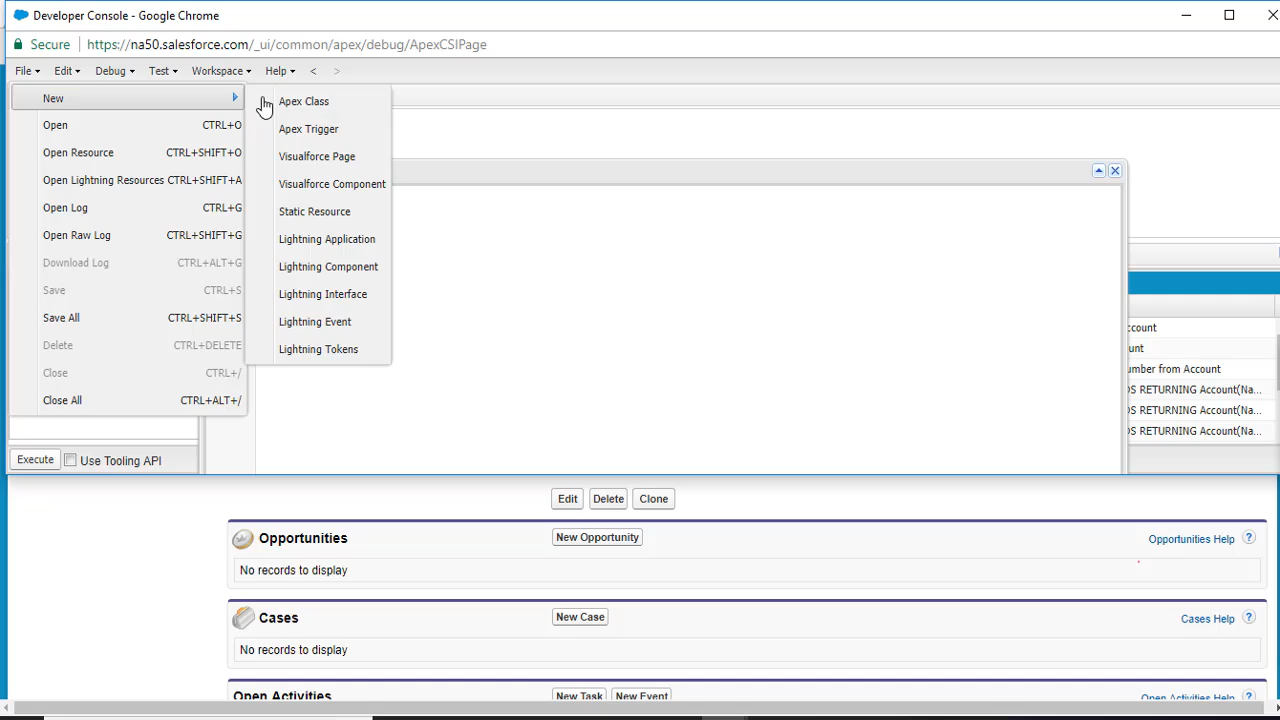 Developer Console - Google Chrome
Secure https://na50.salesforce.com/_ui/common/apex/debug/ApexCSIPage
File Edit Debug Test Workspace Help < >
New
Open CTRL+O
Open Resource CTRL+SHIFT+O
Open Lightning Resources CTRL+SHIFT+A
Open Log CTRL+G
Open Raw Log CTRL+SHIFT+G
Download Log CTRL+ALT+G
Save CTRL+S
Save All CTRL+SHIFT+S
Delete CTRL+DELETE
Close CTRL+/
Close All CTRL+ALT+/
Apex Class
Apex Trigger
Visualforce Page
Visualforce Component
Static Resource
Lightning Application
Lightning Component
Lightning Interface
Lightning Event
Lightning Tokens
ccount
unt
umber from Account
DS RETURNING Account(Na...
DS RETURNING Account(Na...
DS RETURNING Account(Na...
Execute Use Tooling API
Edit Delete Clone
Opportunities New Opportunity Opportunities Help ?
No records to display
Cases New Case Cases Help ?
No records to display
Open Activities New Task New Event Open Activities Help ?